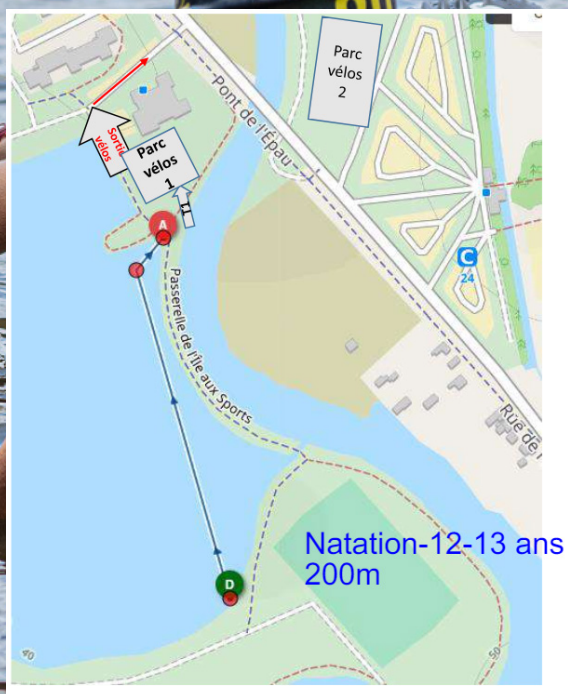 Parc
vélos
2
Pont de l'Épau
Sortie
vélos
Parc
vélos
1
T1
A
C
24
Passerelle de l'Île aux Sports
Rue de
D
Natation-12-13 ans
200m
40
50